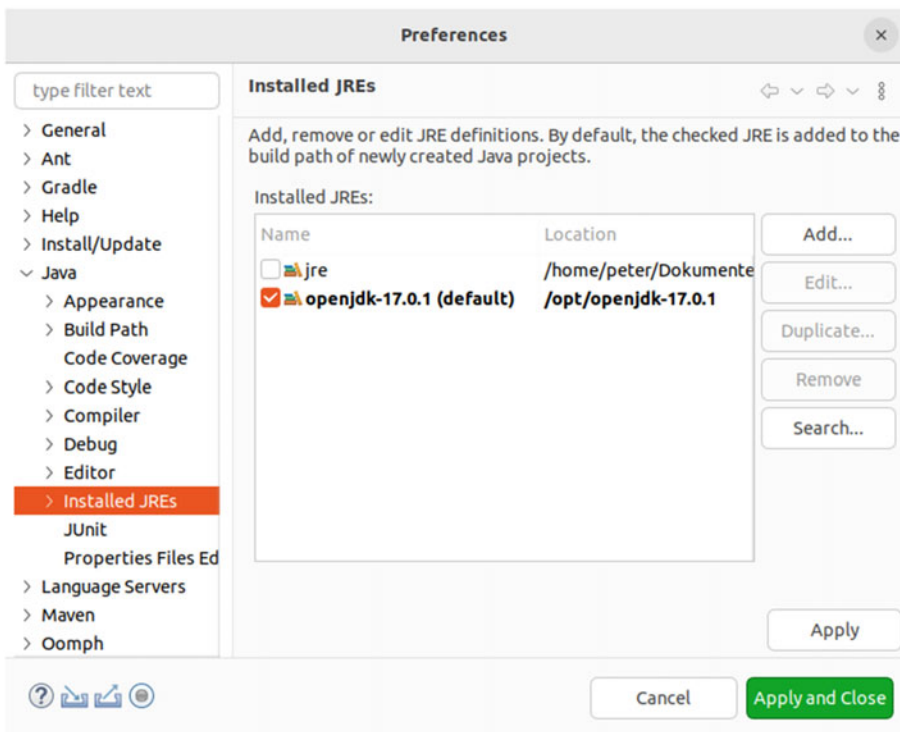 Preferences
type filter text
General
Ant
Gradle
Help
Install/Update
Java
Appearance
Build Path
Code Coverage
Code Style
Compiler
Debug
Editor
Installed JREs
JUnit
Properties Files Ed
Language Servers
Maven
Oomph
Installed JREs
Add, remove or edit JRE definitions. By default, the checked JRE is added to the
build path of newly created Java projects.
Installed JREs:
Name Location
jre /home/peter/Dokumente
openjdk-17.0.1 (default) /opt/openjdk-17.0.1
Add...
Edit...
Duplicate...
Remove
Search...
Apply
Cancel Apply and Close